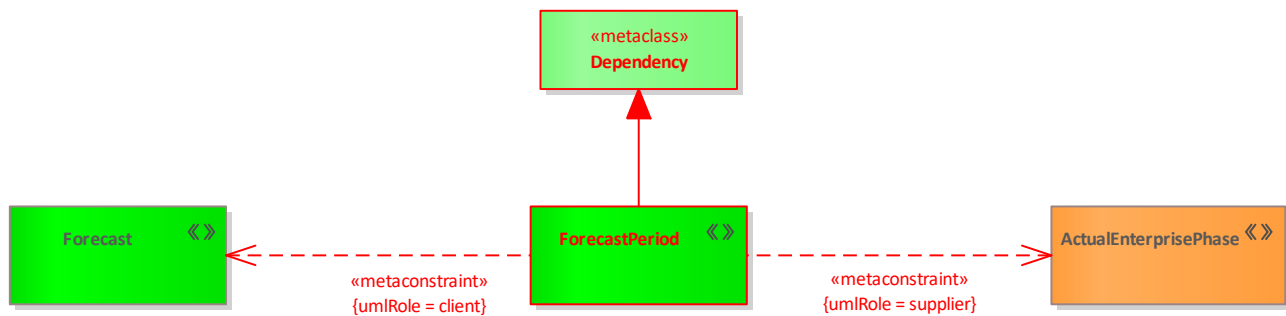 «metaclass»
Dependency
Forecast «»
ForecastPeriod «»
ActualEnterprisePhase «»
«metaconstraint»
{umlRole = client}
«metaconstraint»
{umlRole = supplier}